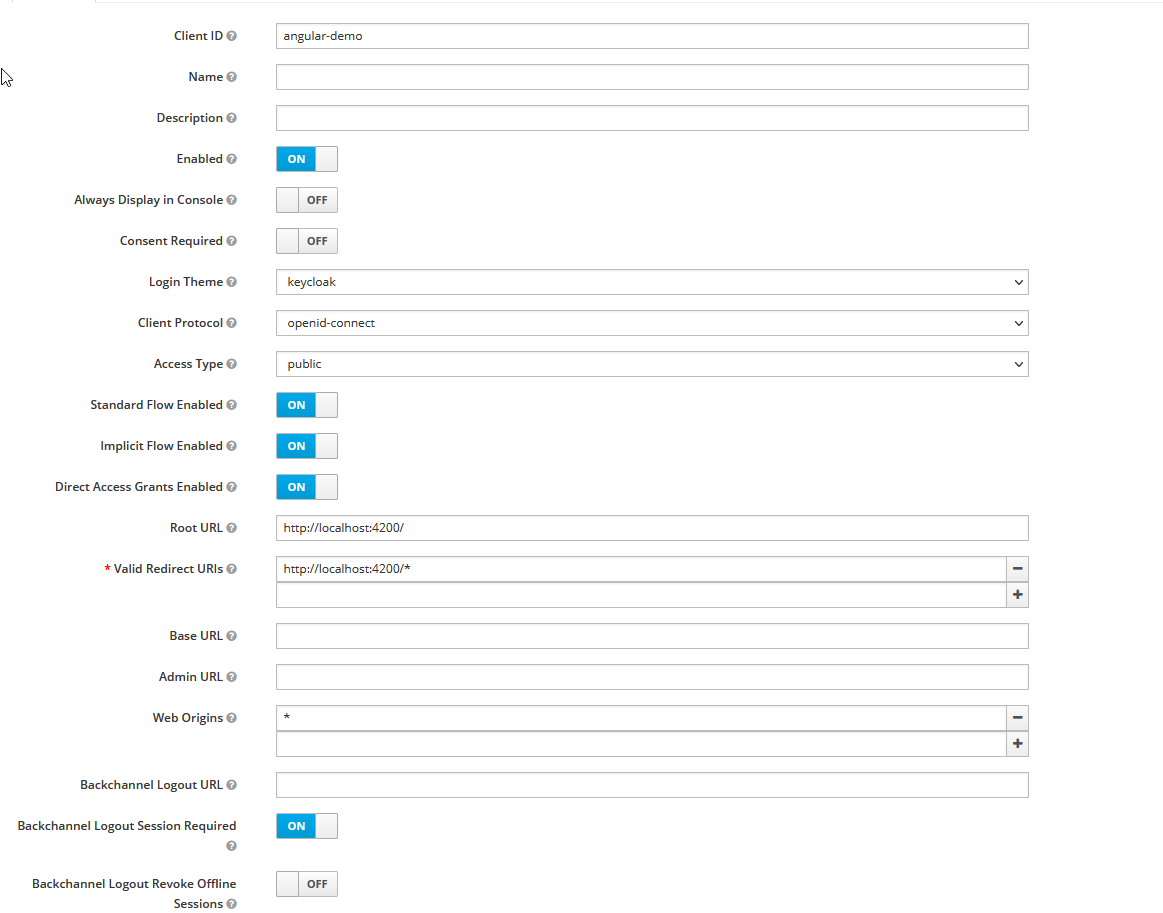 Client ID angular-demo
Name
Description
Enabled ON
Always Display in Console OFF
Consent Required OFF
Login Theme keycloak
Client Protocol openid-connect
Access Type public
Standard Flow Enabled ON
Implicit Flow Enabled ON
Direct Access Grants Enabled ON
Root URL http://localhost:4200/
* Valid Redirect URIs http://localhost:4200/*
Base URL
Admin URL
Web Origins *
Backchannel Logout URL
Backchannel Logout Session Required ON
Backchannel Logout Revoke Offline OFF
Sessions